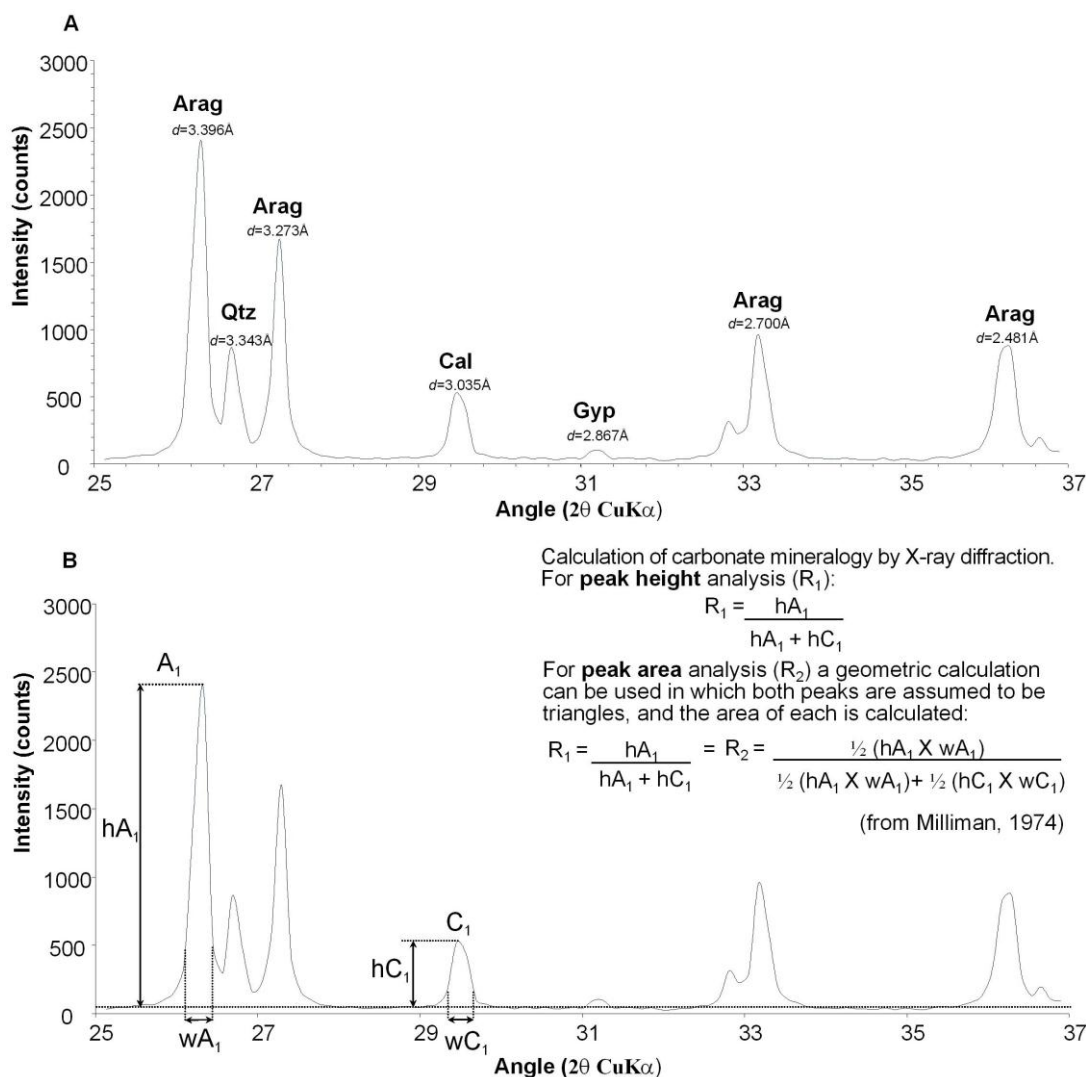 A
3000
2500
2000
1500
1000
500
0
Intensity (counts)
Arag
d=3.396Å
Qtz
d=3.343Å
Arag
d=3.273Å
Cal
d=3.035Å
Gyp
d=2.867Å
Arag
d=2.700Å
Arag
d=2.481Å
25 27 29 31 33 35 37
Angle (2θ CuKα)
B
Calculation of carbonate mineralogy by X-ray diffraction.
For peak height analysis (R₁):
R₁ = hA₁ / hA₁ + hC₁
For peak area analysis (R₂) a geometric calculation
can be used in which both peaks are assumed to be
triangles, and the area of each is calculated:
R₁ = hA₁ / hA₁ + hC₁ = R₂ = ½ (hA₁ X wA₁) / ½ (hA₁ X wA₁)+ ½ (hC₁ X wC₁)
(from Milliman, 1974)
3000
2500
2000
1500
1000
500
0
Intensity (counts)
A₁
hA₁
wA₁
C₁
hC₁
wC₁
25 27 29 31 33 35 37
Angle (2θ CuKα)